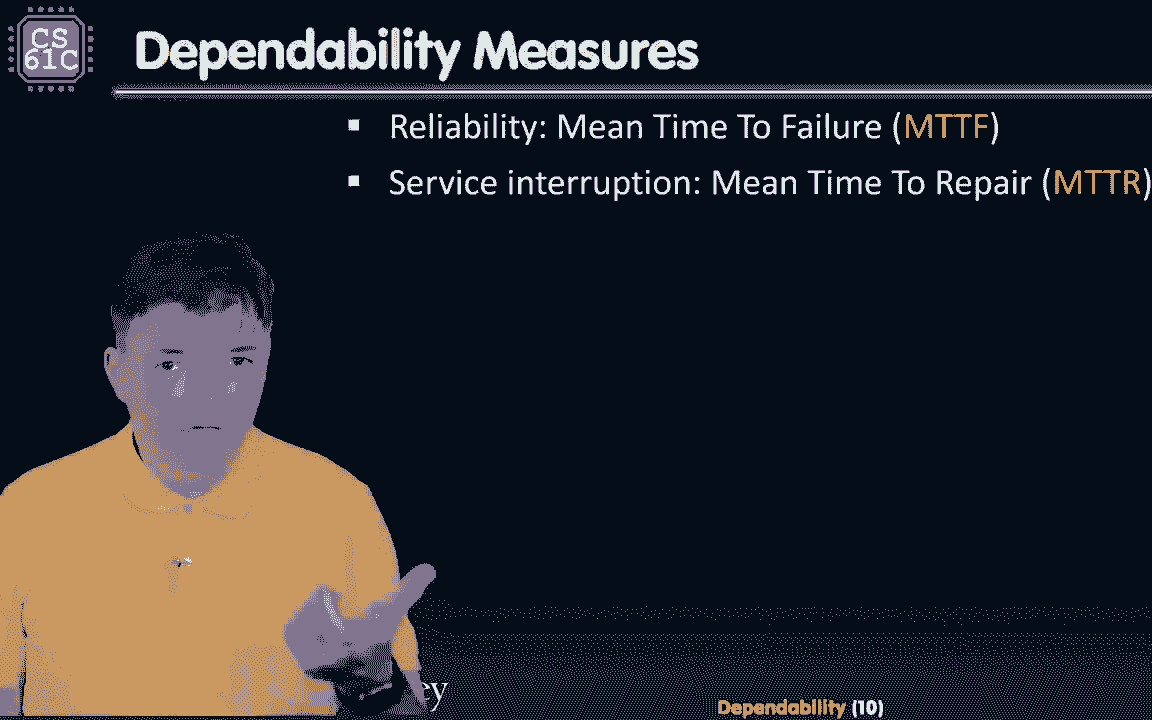 CS
61C
Dependability Measures
▪ Reliability: Mean Time To Failure (MTTF)
▪ Service interruption: Mean Time To Repair (MTTR)
ey
Dependability (10)